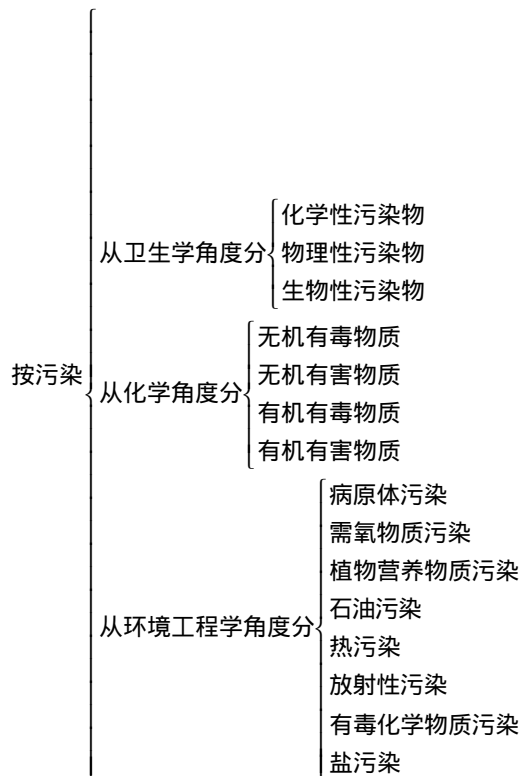 从卫生学角度分
化学性污染物
物理性污染物
生物性污染物
按污染
从化学角度分
无机有毒物质
无机有害物质
有机有毒物质
有机有害物质
从环境工程学角度分
病原体污染
需氧物质污染
植物营养物质污染
石油污染
热污染
放射性污染
有毒化学物质污染
盐污染